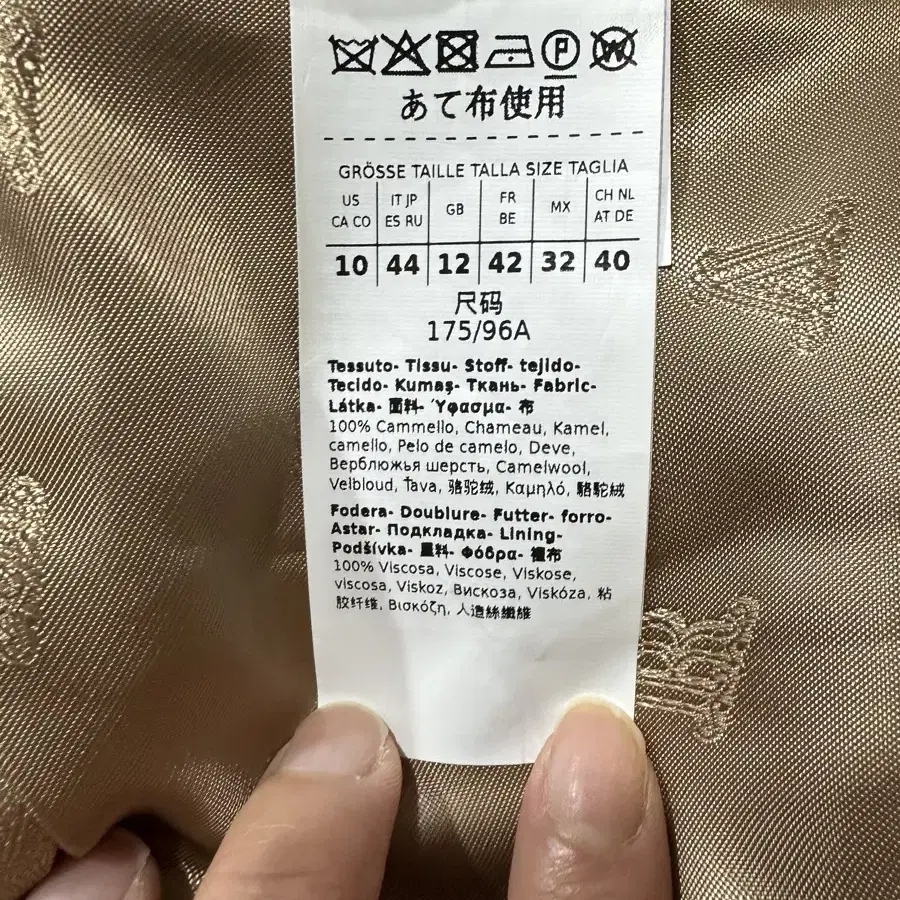 あて布使用
GRÖSSE TAILLE TALLA SIZE TAGLIA
US CA CO IT JP ES RU GB FR BE MX CH NL AT DE
10 44 12 42 32 40
尺码
175/96A
Tessuto- Tissu- Stoff- tejido-
Tecido- Kumaş- Ткань- Fabric-
Látka- 面料- Ύφασμα- 布
100% Cammello, Chameau, Kamel,
camello, Pelo de camelo, Deve,
Верблюжья шерсть, Camelwool,
Velbloud, Ťava, 骆驼绒, Καμηλό, 駱駝絨
Fodera- Doublure- Futter- forro-
Astar- Подкладка- Lining-
Podšívka- 里料- Φόδρα- 裡布
100% Viscosa, Viscose, Viskose,
viscosa, Viskoz, Вискоза, Viskóza, 粘
胶纤维, Βισκόζη, 人造絲纖維